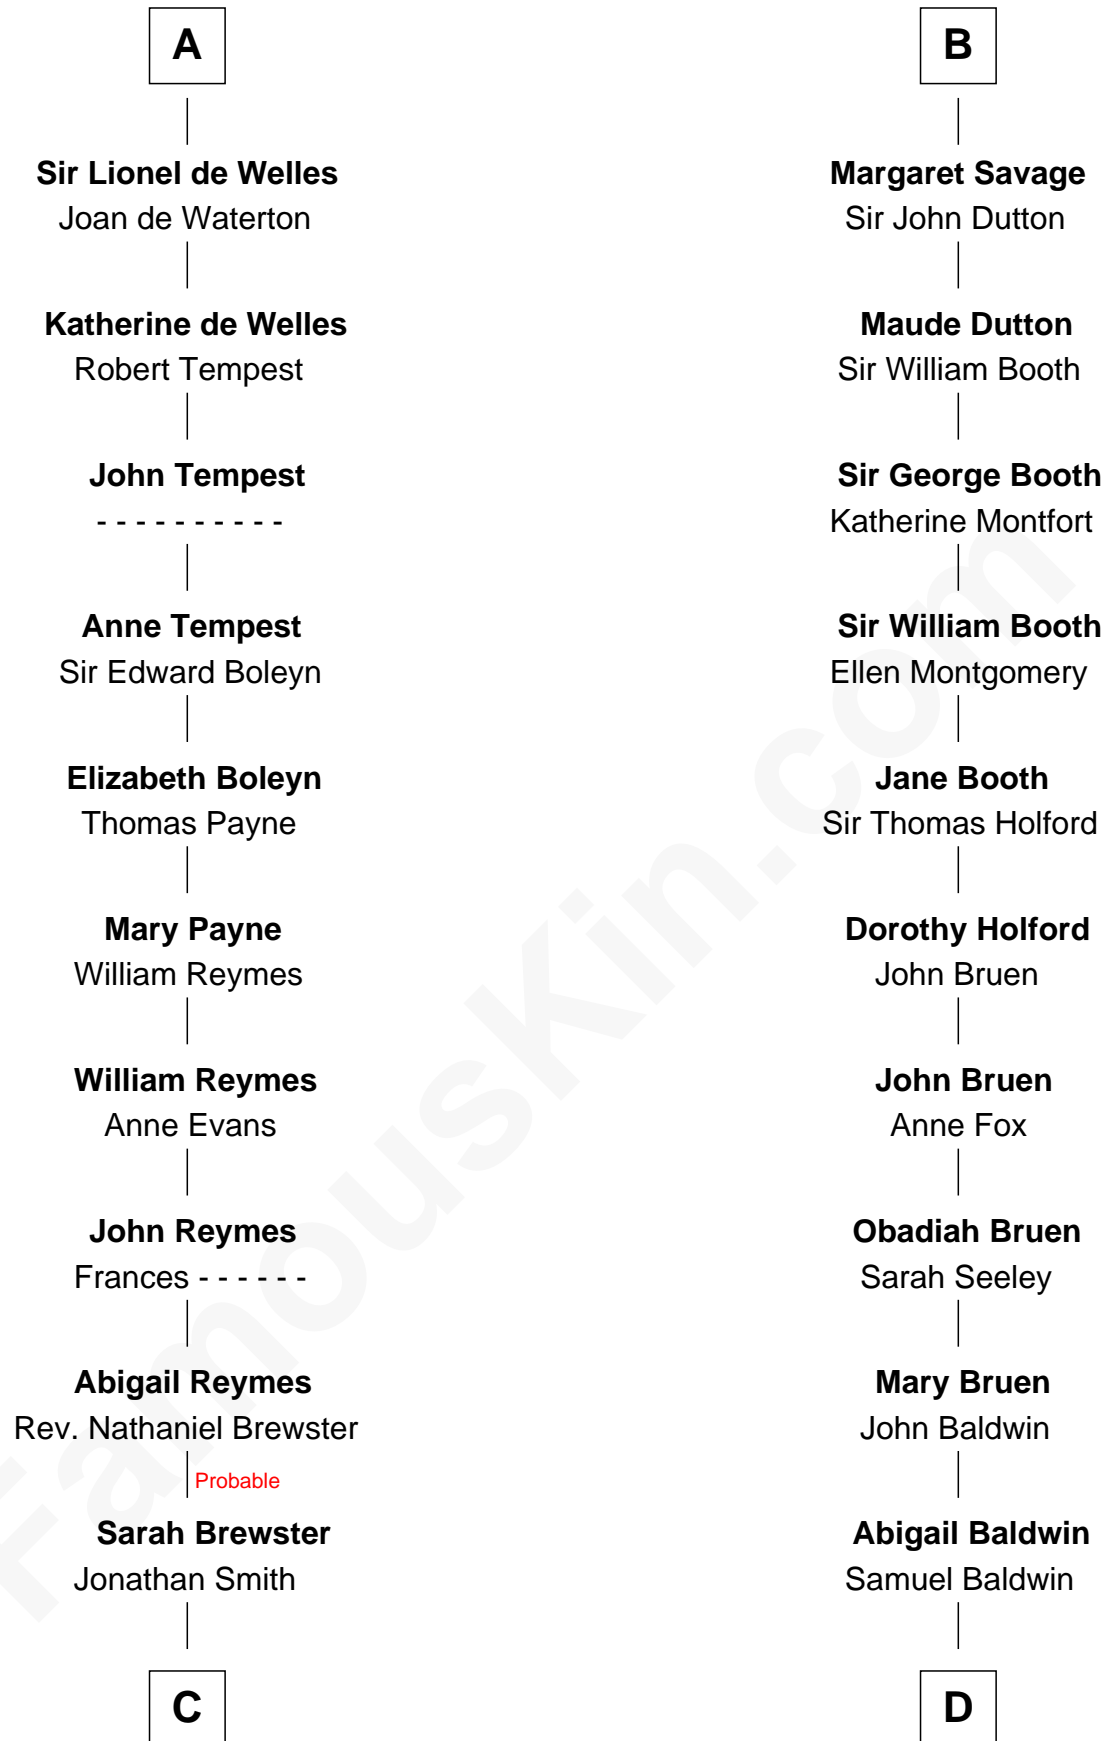 A
Sir Lionel de Welles
Joan de Waterton
Katherine de Welles
Robert Tempest
John Tempest
- - - - - - - - - -
Anne Tempest
Sir Edward Boleyn
Elizabeth Boleyn
Thomas Payne
Mary Payne
William Reymes
William Reymes
Anne Evans
John Reymes
Frances - - - - - -
Abigail Reymes
Rev. Nathaniel Brewster
Probable
Sarah Brewster
Jonathan Smith
C
B
Margaret Savage
Sir John Dutton
Maude Dutton
Sir William Booth
Sir George Booth
Katherine Montfort
Sir William Booth
Ellen Montgomery
Jane Booth
Sir Thomas Holford
Dorothy Holford
John Bruen
John Bruen
Anne Fox
Obadiah Bruen
Sarah Seeley
Mary Bruen
John Baldwin
Abigail Baldwin
Samuel Baldwin
D
FamousKin.com